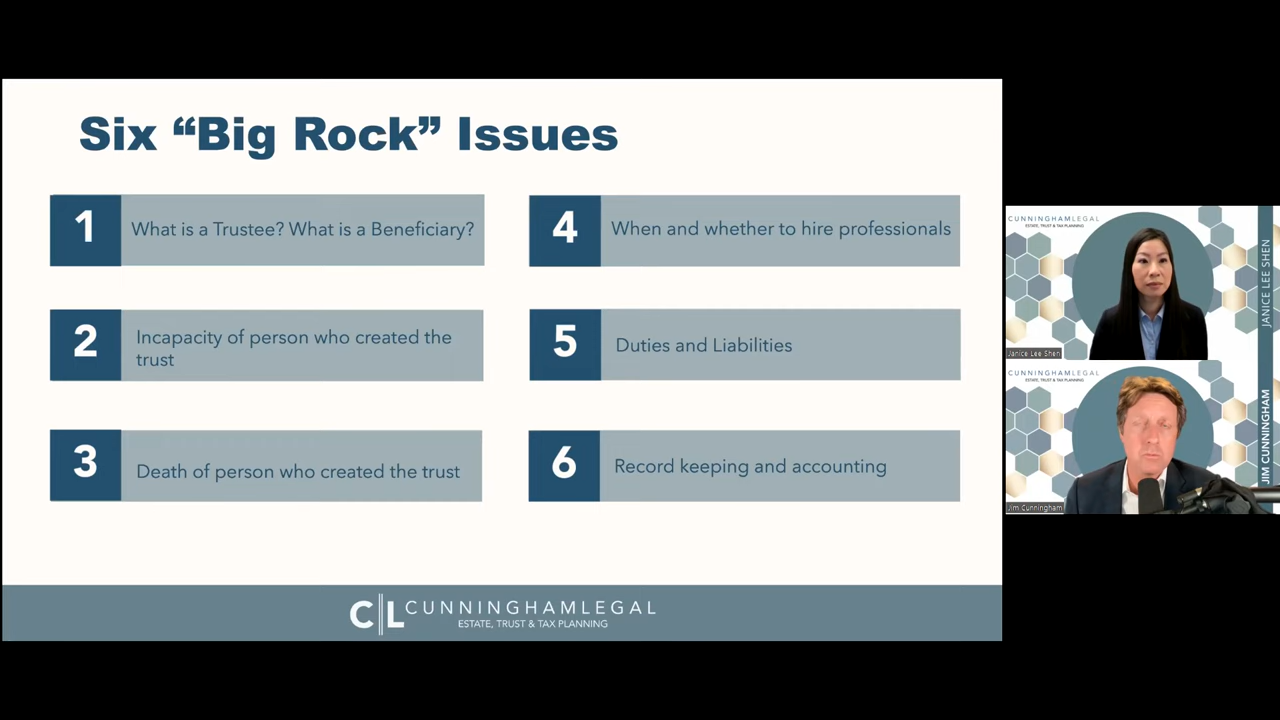 Six “Big Rock” Issues
1
What is a Trustee? What is a Beneficiary?
2
Incapacity of person who created the
trust
3
Death of person who created the trust
4
When and whether to hire professionals
5
Duties and Liabilities
6
Record keeping and accounting
C L CUNNINGHAMLEGAL
ESTATE, TRUST & TAX PLANNING
CUNNINGHAMLEGAL
ESTATE, TRUST & TAX PLANNING
JANICE LEE SHEN
Janice Lee Shen
CUNNINGHAMLEGAL
ESTATE, TRUST & TAX PLANNING
JIM CUNNINGHAM
Jim Cunningham